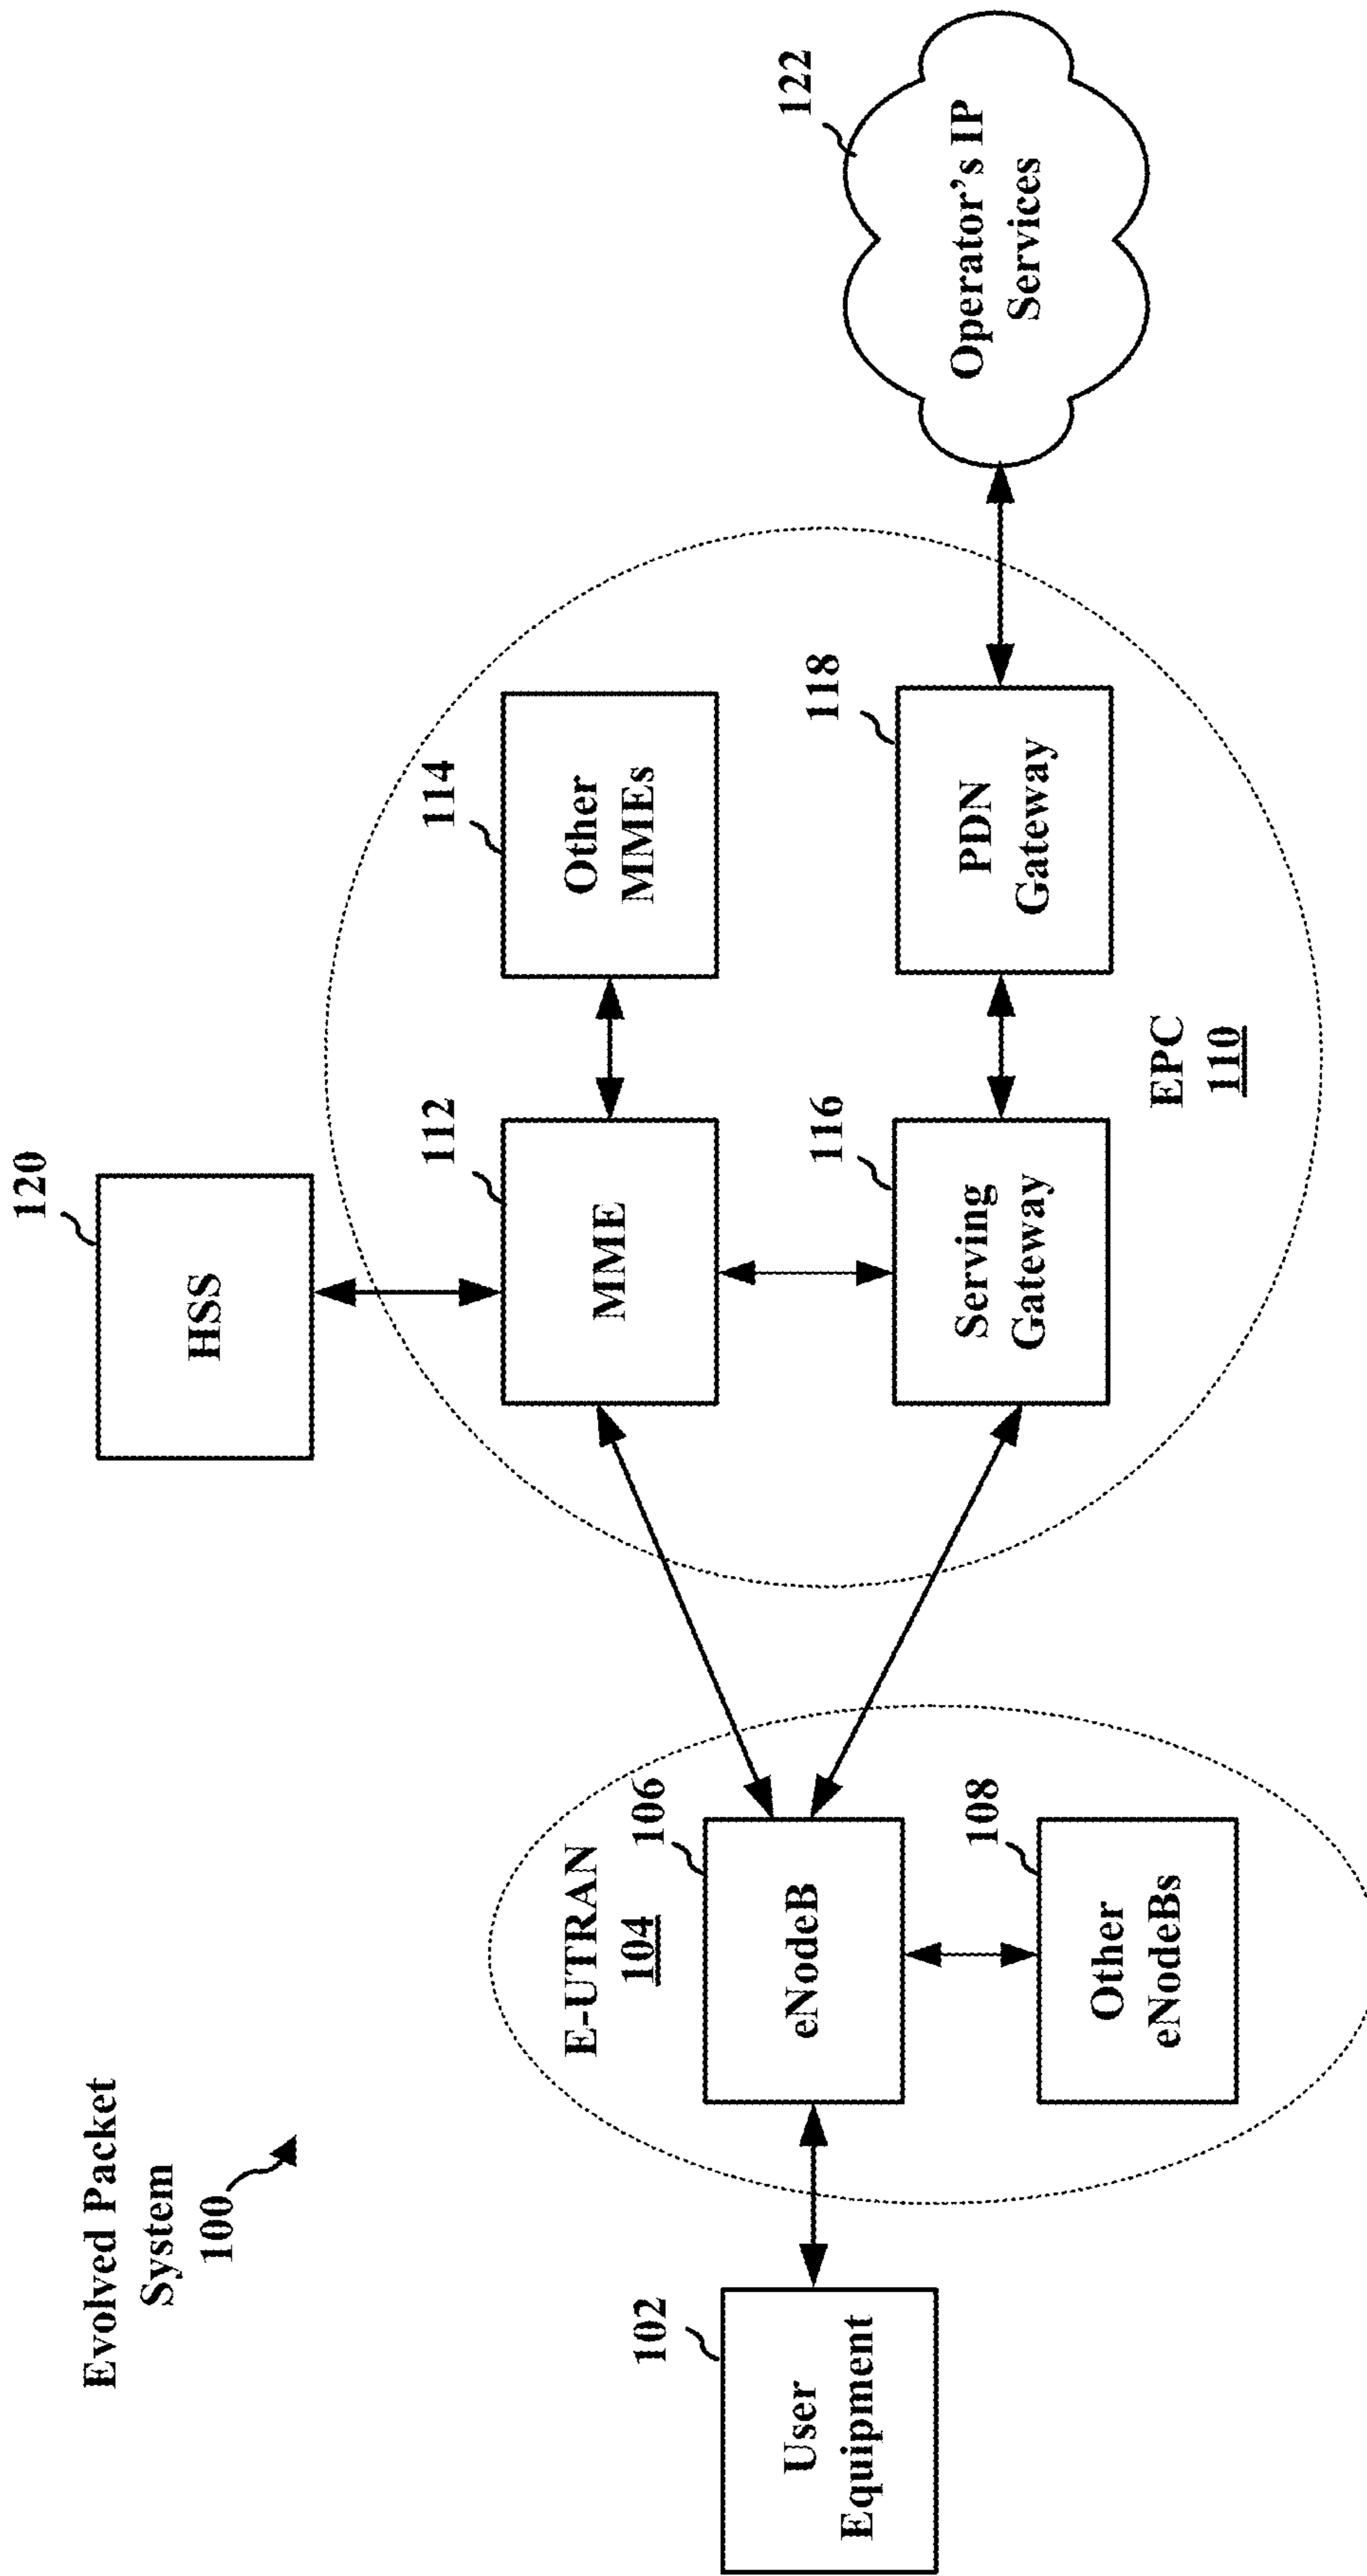 Evolved Packet
System
100
120
HSS
E-UTRAN
104
112
MME
114
Other
MMEs
102
User
Equipment
106
eNodeB
116
Serving
Gateway
118
PDN
Gateway
122
Operator's IP
Services
108
Other
eNodeBs
EPC
110